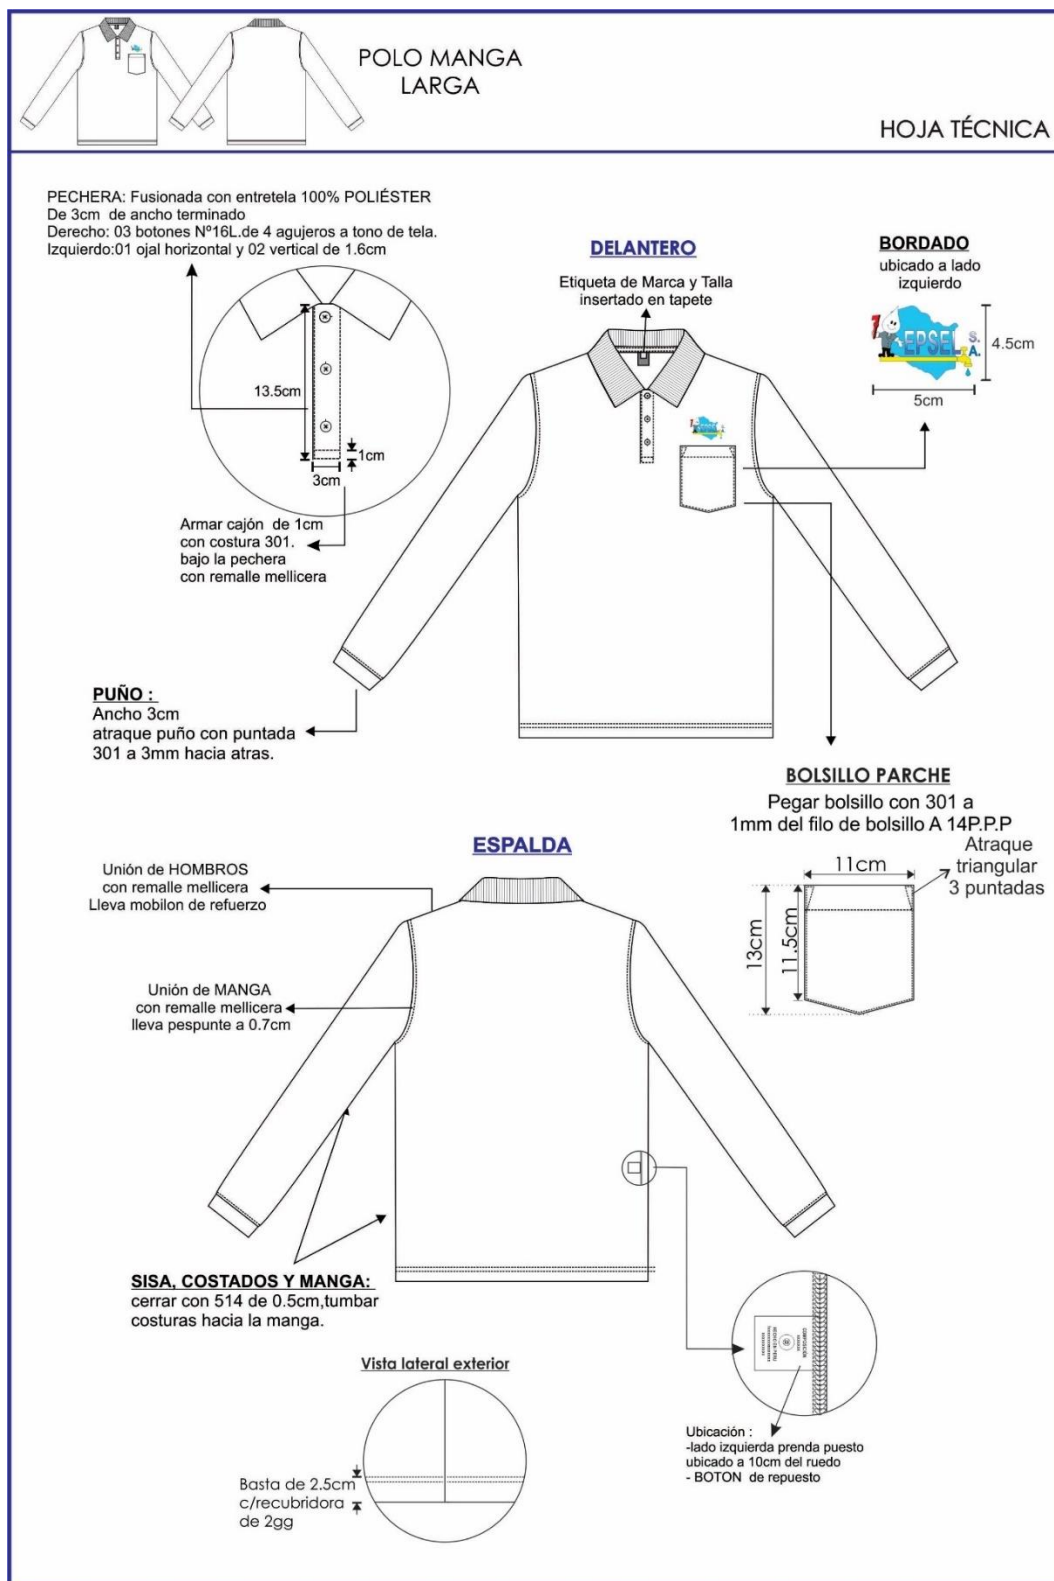 POLO MANGA
LARGA
HOJA TÉCNICA
PECHERA: Fusionada con entretela 100% POLIÉSTER
De 3cm de ancho terminado
Derecho: 03 botones Nº16L.de 4 agujeros a tono de tela.
Izquierdo:01 ojal horizontal y 02 vertical de 1.6cm
13.5cm
1cm
3cm
Armar cajón de 1cm
con costura 301.
bajo la pechera
con remalle mellicera
DELANTERO
Etiqueta de Marca y Talla
insertado en tapete
BORDADO
ubicado a lado
izquierdo
EPSEL S.
A.
4.5cm
5cm
EPSEL
PUÑO :
Ancho 3cm
atraque puño con puntada
301 a 3mm hacia atras.
BOLSILLO PARCHE
Pegar bolsillo con 301 a
1mm del filo de bolsillo A 14P.P.P
Atraque
triangular
3 puntadas
11cm
13cm
11.5cm
ESPALDA
Unión de HOMBROS
con remalle mellicera
Lleva mobilon de refuerzo
Unión de MANGA
con remalle mellicera
lleva pespunte a 0.7cm
SISA, COSTADOS Y MANGA:
cerrar con 514 de 0.5cm,tumbar
costuras hacia la manga.
COMPOSICIÓN
Ubicación :
-lado izquierda prenda puesto
ubicado a 10cm del ruedo
- BOTON de repuesto
Vista lateral exterior
Basta de 2.5cm
c/recubridora
de 2gg